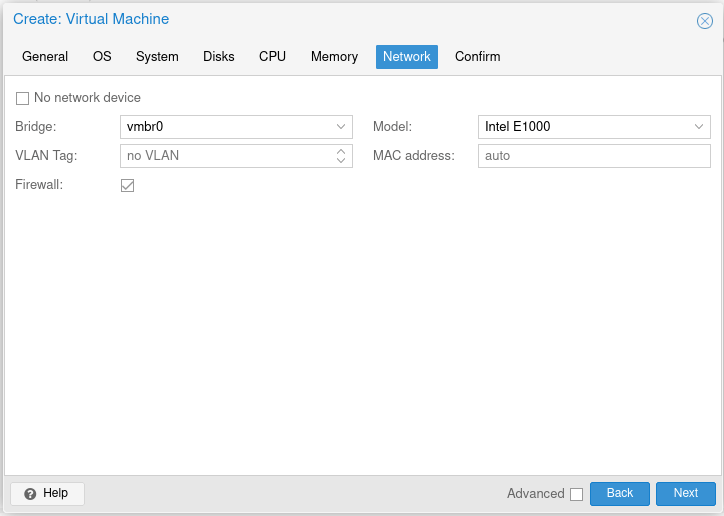 Create: Virtual Machine
General OS System Disks CPU Memory Network Confirm
No network device
Bridge: vmbr0 Model: Intel E1000
VLAN Tag: no VLAN MAC address: auto
Firewall:
Help Advanced Back Next